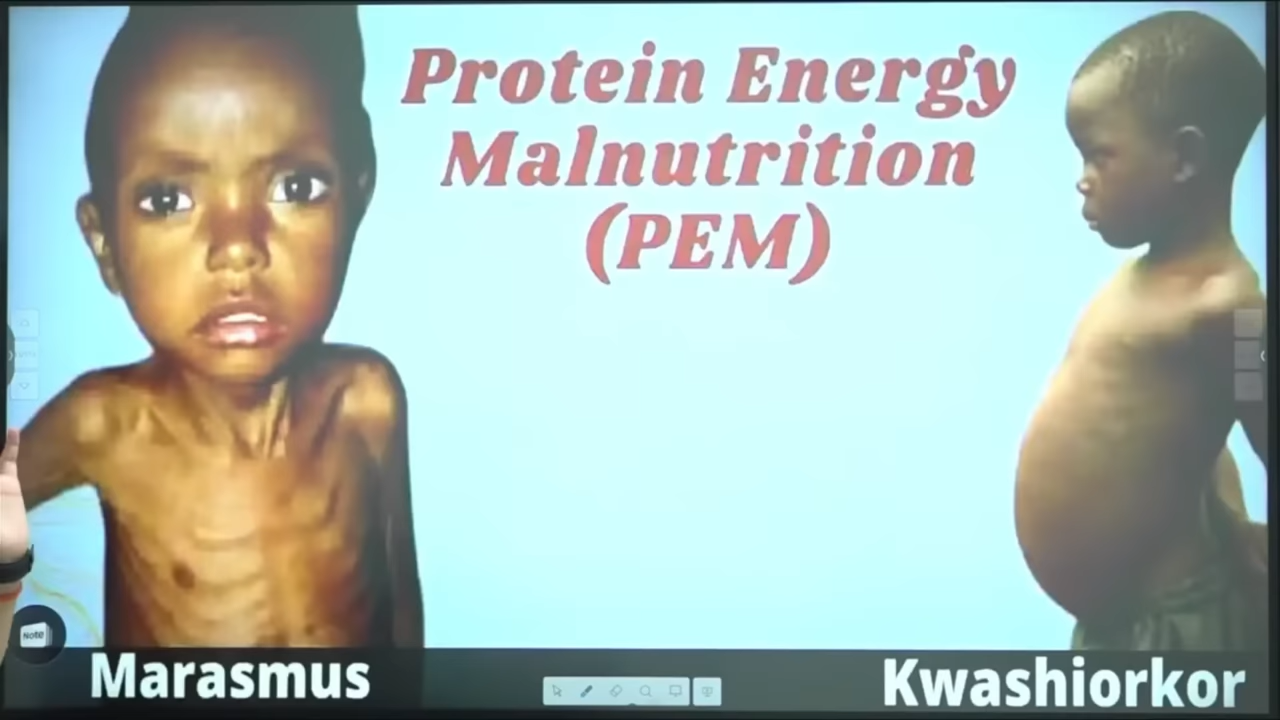 Protein Energy
Malnutrition
(PEM)
Note
Marasmus
Kwashiorkor